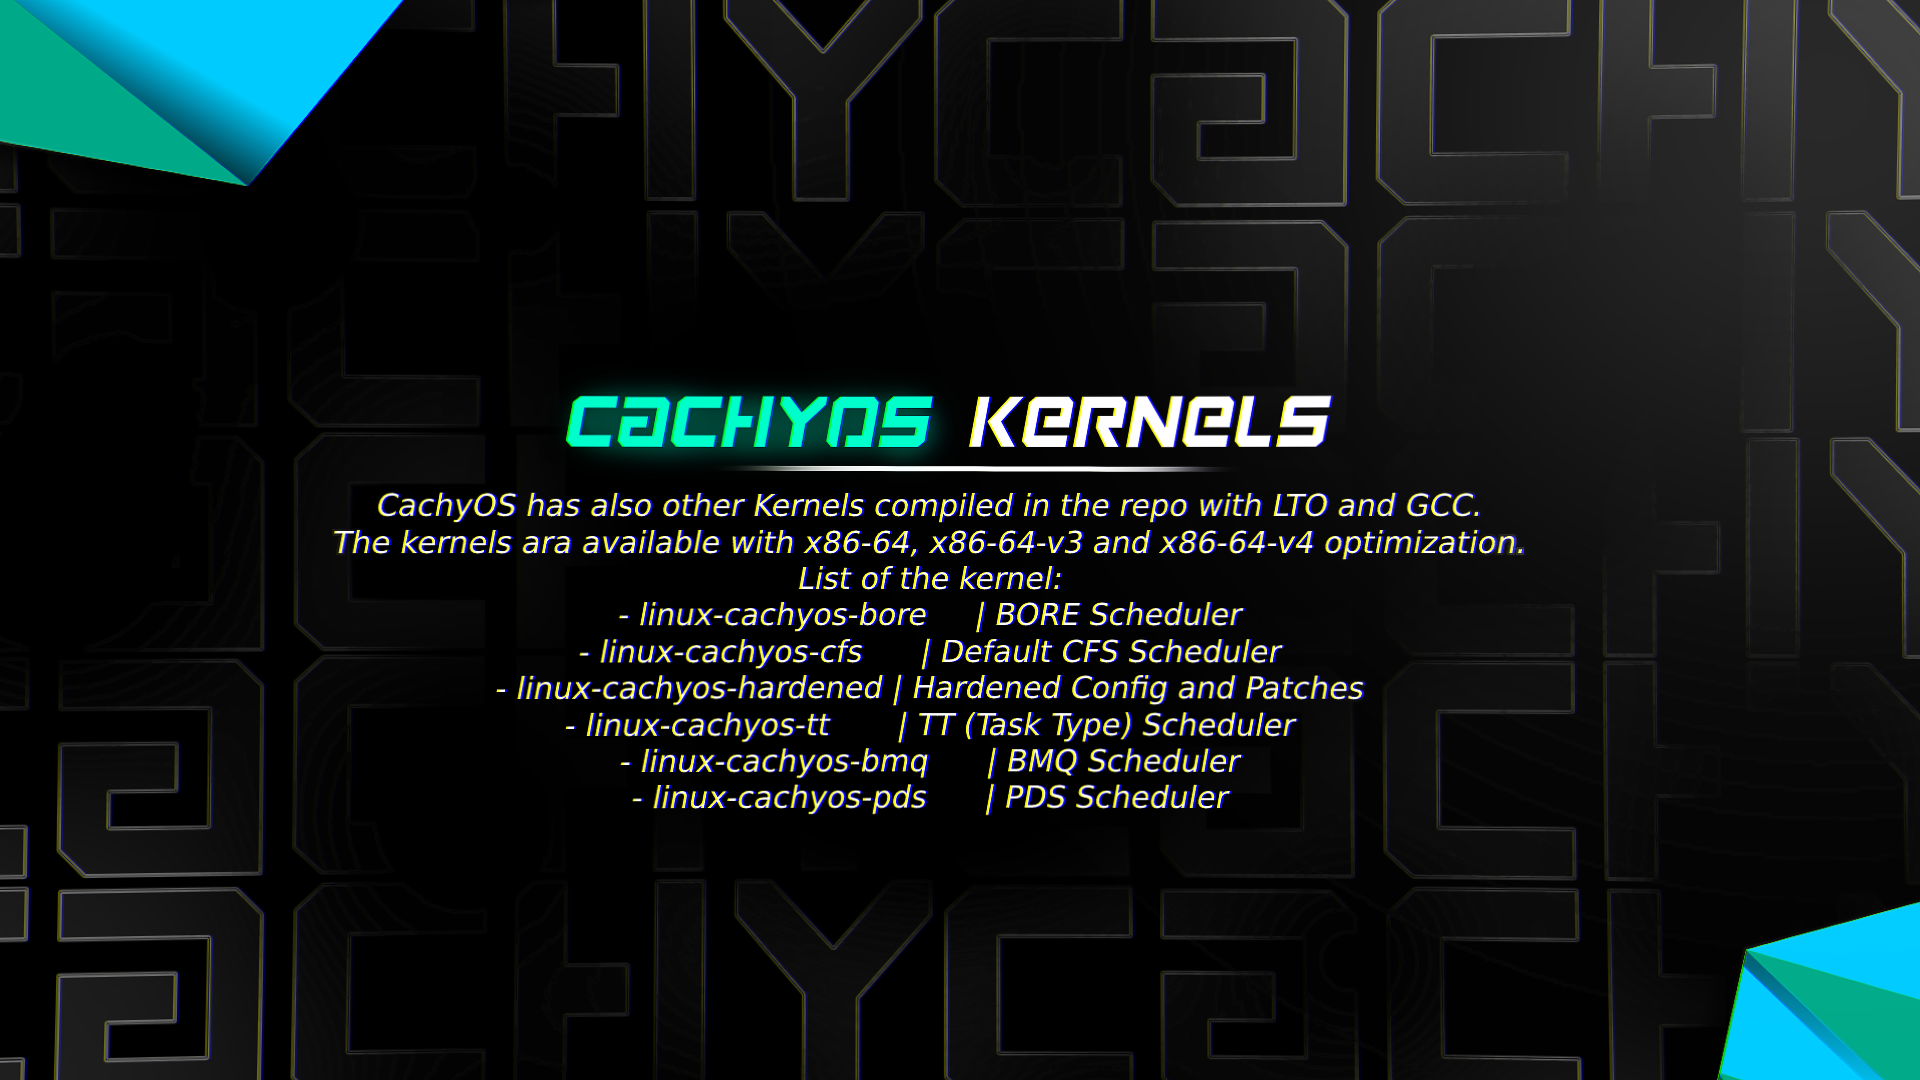 CACHYOS KERNELS
CachyOS has also other Kernels compiled in the repo with LTO and GCC.
The kernels ara available with x86-64, x86-64-v3 and x86-64-v4 optimization.
List of the kernel:
- linux-cachyos-bore | BORE Scheduler
- linux-cachyos-cfs | Default CFS Scheduler
- linux-cachyos-hardened | Hardened Config and Patches
- linux-cachyos-tt | TT (Task Type) Scheduler
- linux-cachyos-bmq | BMQ Scheduler
- linux-cachyos-pds | PDS Scheduler